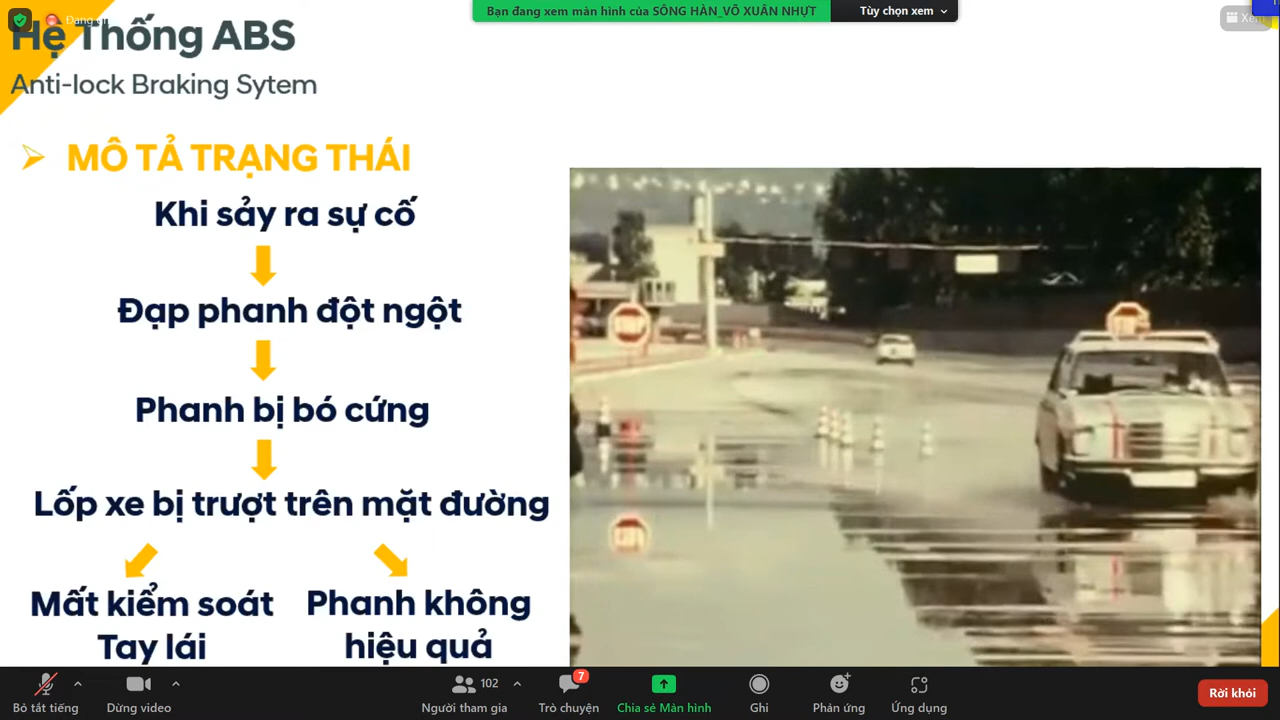 Bạn đang xem màn hình của SÔNG HÀN_VÕ XUÂN NHỰT
Tùy chọn xem
Hệ Thống ABS
Anti-lock Braking Sytem
MÔ TẢ TRẠNG THÁI
Khi sảy ra sự cố
Đạp phanh đột ngột
Phanh bị bó cứng
Lốp xe bị trượt trên mặt đường
Mất kiểm soát
Tay lái
Phanh không
hiệu quả
Bỏ tắt tiếng
Dừng video
102
Người tham gia
7
Trò chuyện
Chia sẻ Màn hình
Ghi
Phản ứng
Ứng dụng
Rời khỏi